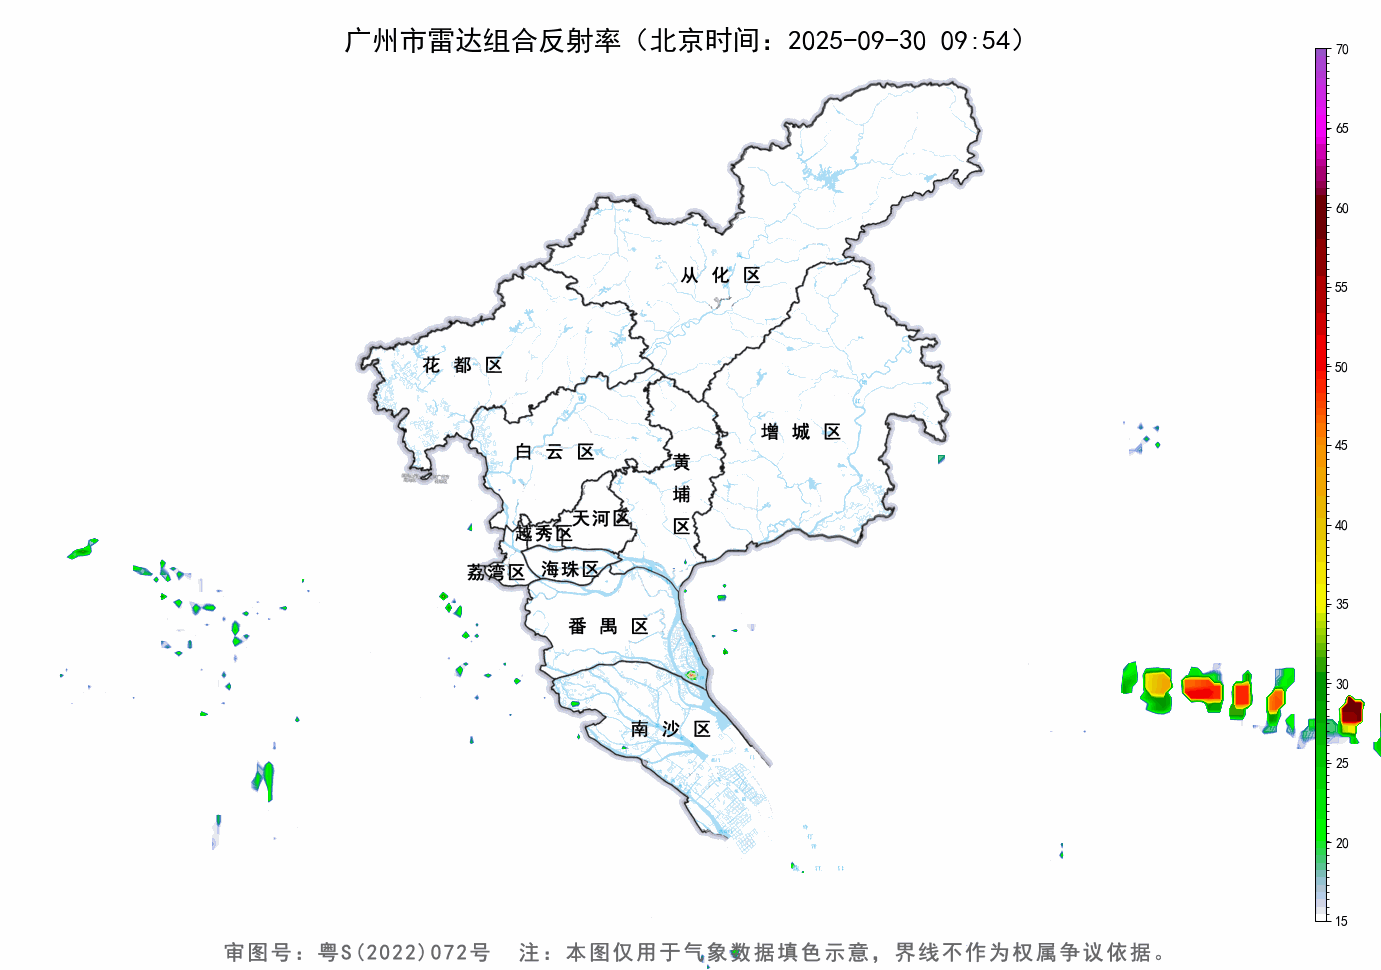 广州市雷达组合反射率（北京时间：2025-09-30 09:54）
70
65
60
55
50
45
40
35
30
25
20
15
从化区
花都区
增城区
白云区
黄埔区
天河区
越秀区
荔湾区
海珠区
番禺区
南沙区
审图号：粤S(2022)072号 注：本图仅用于气象数据填色示意，界线不作为权属争议依据。